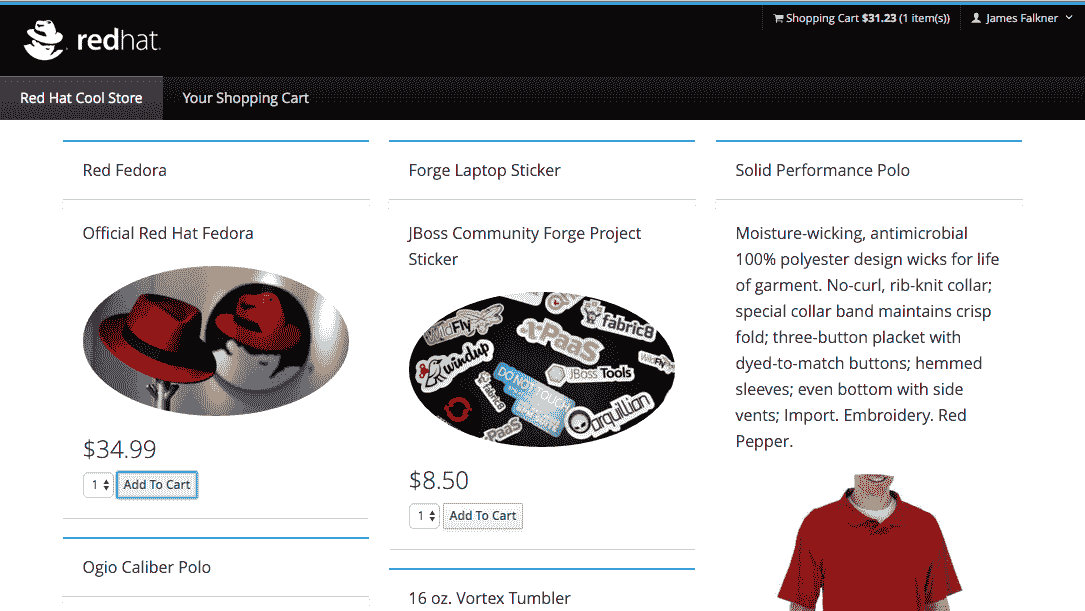 Shopping Cart $31.23 (1 item(s))
James Falkner
redhat.
Red Hat Cool Store
Your Shopping Cart
Red Fedora
Official Red Hat Fedora
$34.99
1
Add To Cart
Ogio Caliber Polo
Forge Laptop Sticker
JBoss Community Forge Project
Sticker
WildFly
fabric8
xPaaS
windup
WildFly
JBoss Tools
DO NOT TOUCH
fabric8
arquillian
PaaS
$8.50
1
Add To Cart
16 oz. Vortex Tumbler
Solid Performance Polo
Moisture-wicking, antimicrobial
100% polyester design wicks for life
of garment. No-curl, rib-knit collar;
special collar band maintains crisp
fold; three-button placket with
dyed-to-match buttons; hemmed
sleeves; even bottom with side
vents; Import. Embroidery. Red
Pepper.